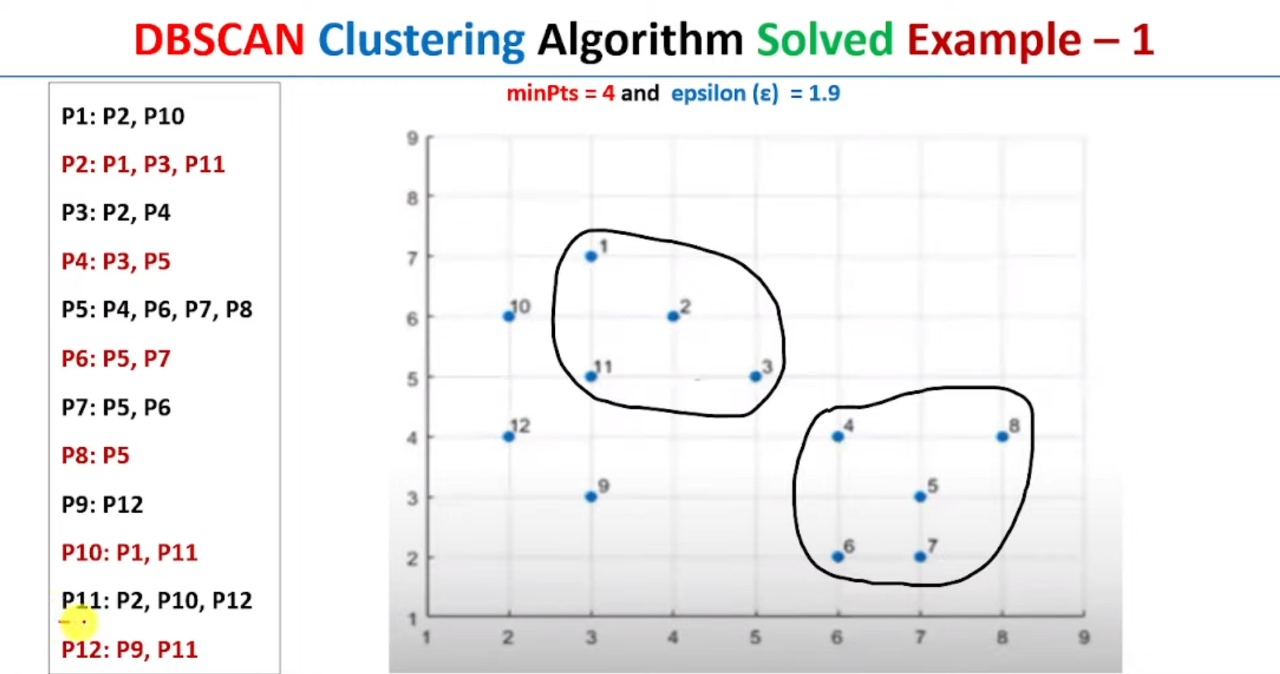 DBSCAN Clustering Algorithm Solved Example – 1
minPts = 4 and epsilon (ε) = 1.9
P1: P2, P10
P2: P1, P3, P11
P3: P2, P4
P4: P3, P5
P5: P4, P6, P7, P8
P6: P5, P7
P7: P5, P6
P8: P5
P9: P12
P10: P1, P11
P11: P2, P10, P12
P12: P9, P11
9
8
7 1
6 10 2
5 11 3
4 12 4 8
3 9 5
2 6 7
1
1 2 3 4 5 6 7 8 9